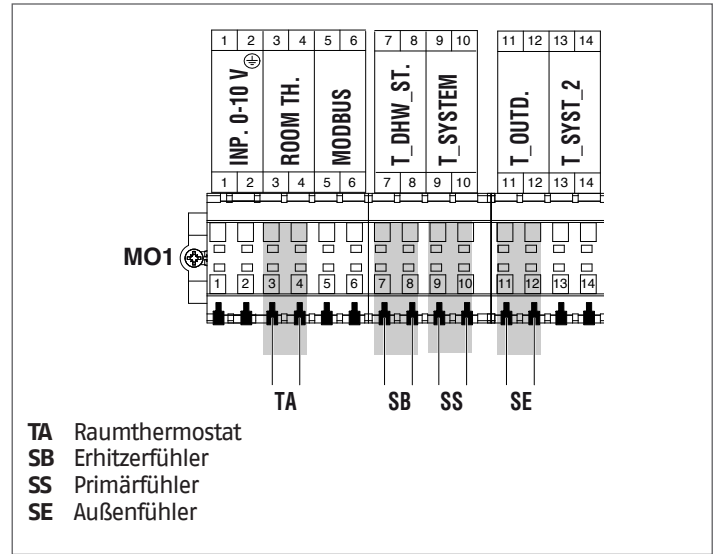 1 2 3 4 5 6 7 8 9 10 11 12 13 14
INP. 0-10 V ROOM TH. MODBUS T_DHW_ST. T_SYSTEM T_OUTD. T_SYST_2
1 2 3 4 5 6 7 8 9 10 11 12 13 14
MO1
1 2 3 4 5 6 7 8 9 10 11 12 13 14
TA SB SS SE
TA Raumthermostat
SB Erhitzerfühler
SS Primärfühler
SE Außenfühler